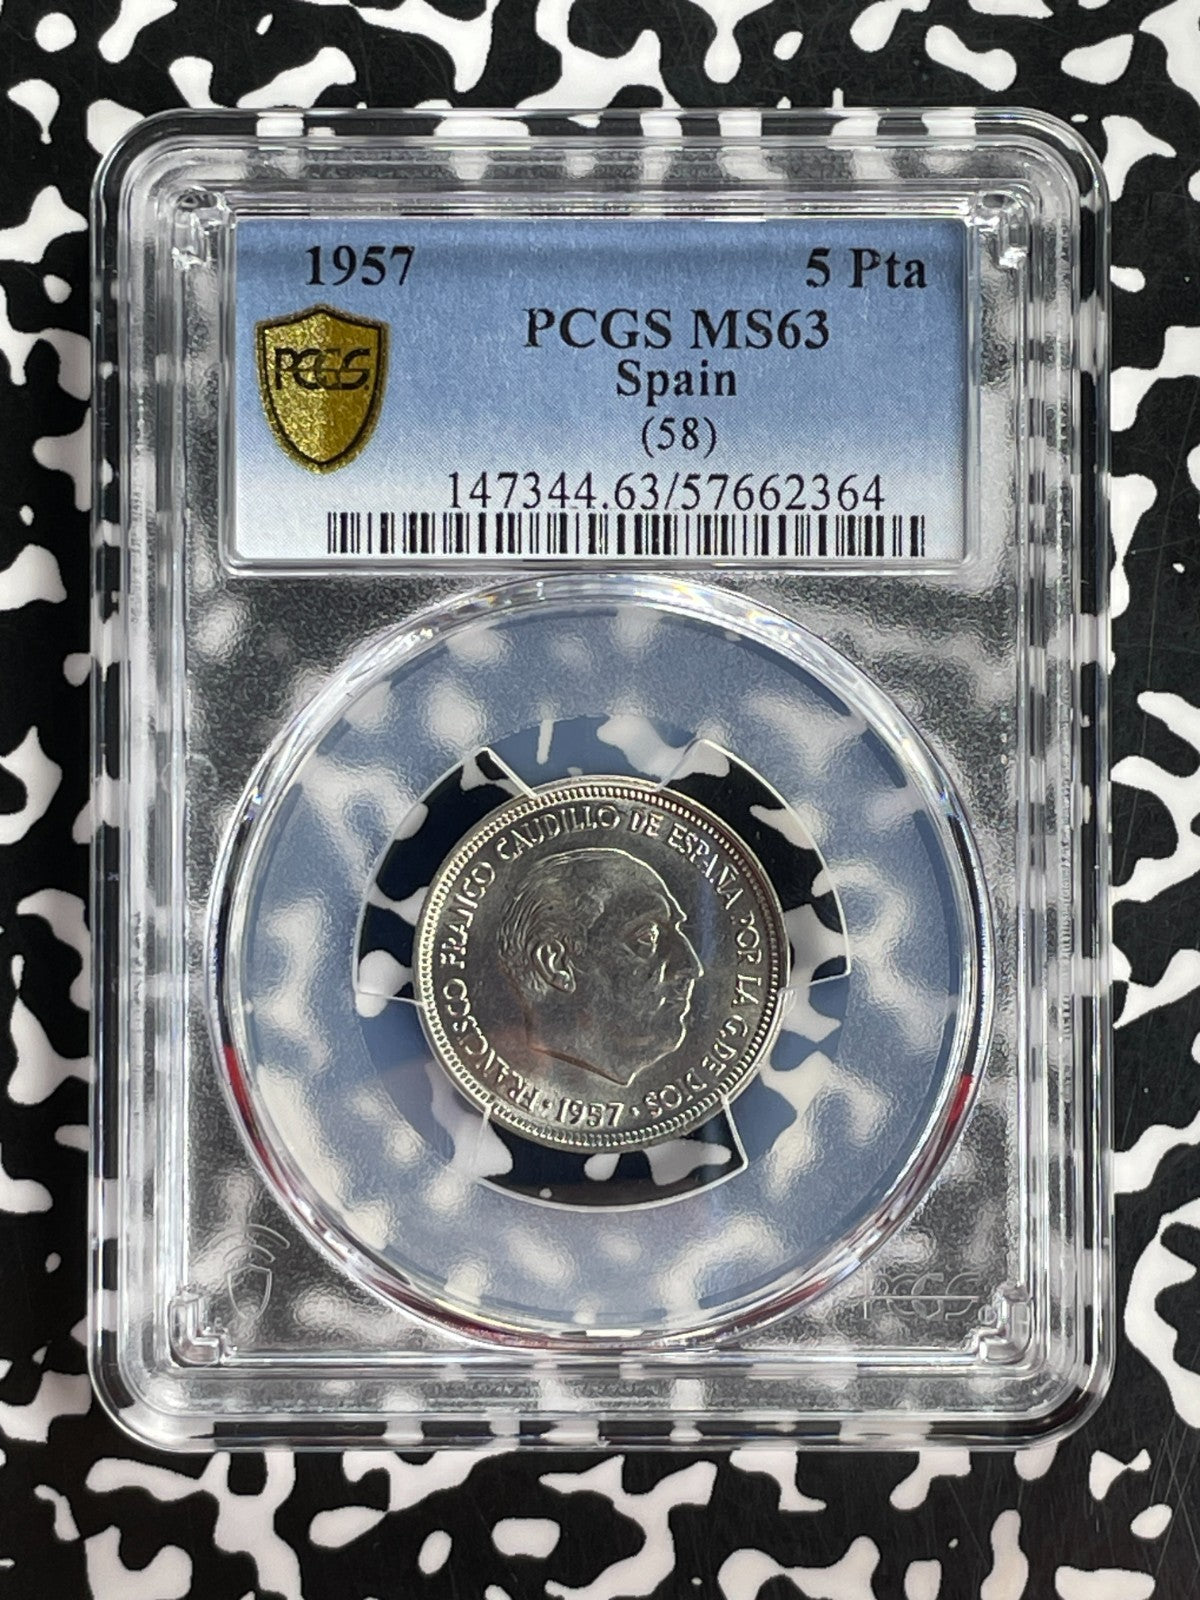 1957 5 Pta
PCGS MS63
PCGS
Spain
(58)
147344.63/57662364
FRANCISCO FRANCO CAUDILLO DE ESPAÑA POR LA G. DE DIOS
· 1957 ·
PCGS